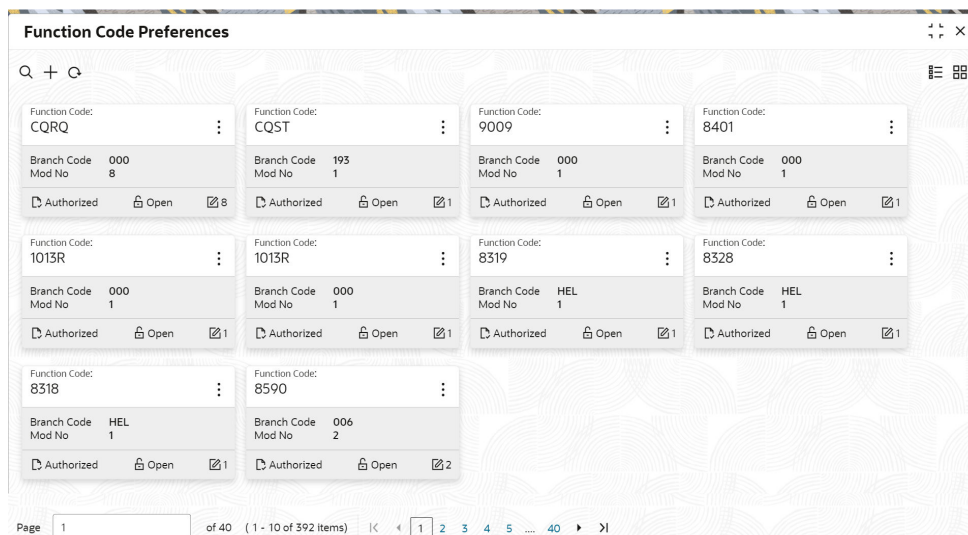 Function Code Preferences
Function Code:
CQRQ
Branch Code 000
Mod No 8
Authorized Open 8
Function Code:
CQST
Branch Code 193
Mod No 1
Authorized Open 1
Function Code:
9009
Branch Code 000
Mod No 1
Authorized Open 1
Function Code:
8401
Branch Code 000
Mod No 1
Authorized Open 1
Function Code:
1013R
Branch Code 000
Mod No 1
Authorized Open 1
Function Code:
1013R
Branch Code 000
Mod No 1
Authorized Open 1
Function Code:
8319
Branch Code HEL
Mod No 1
Authorized Open 1
Function Code:
8328
Branch Code HEL
Mod No 1
Authorized Open 1
Function Code:
8318
Branch Code HEL
Mod No 1
Authorized Open 1
Function Code:
8590
Branch Code 006
Mod No 2
Authorized Open 2
Page 1 of 40 ( 1 - 10 of 392 items) 1 2 3 4 5 .... 40